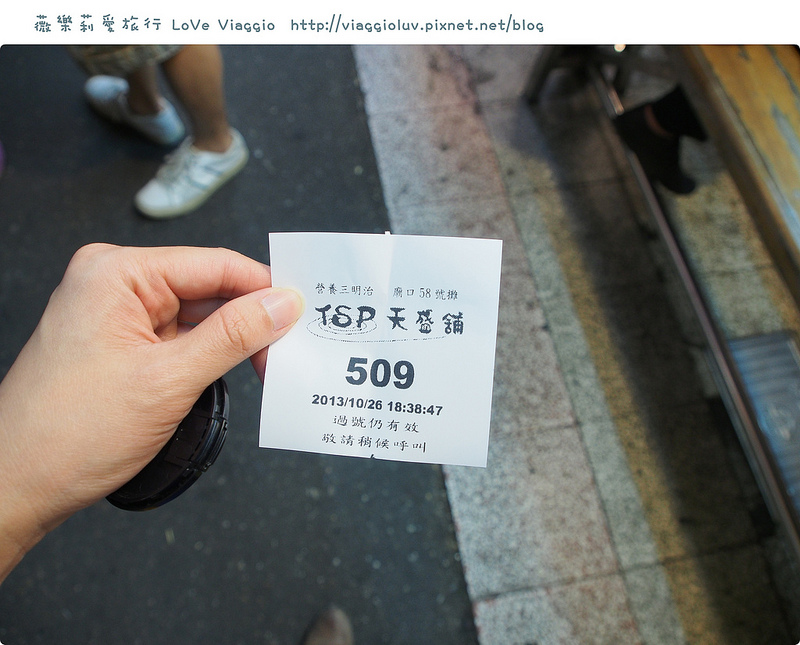 薇樂莉愛旅行 LoVe Viaggio http://viaggioluv.pixnet.net/blog
營養三明治 廟口58號攤
TSP 天盛舖
509
2013/10/26 18:38:47
過號仍有效
敬請稍候呼叫